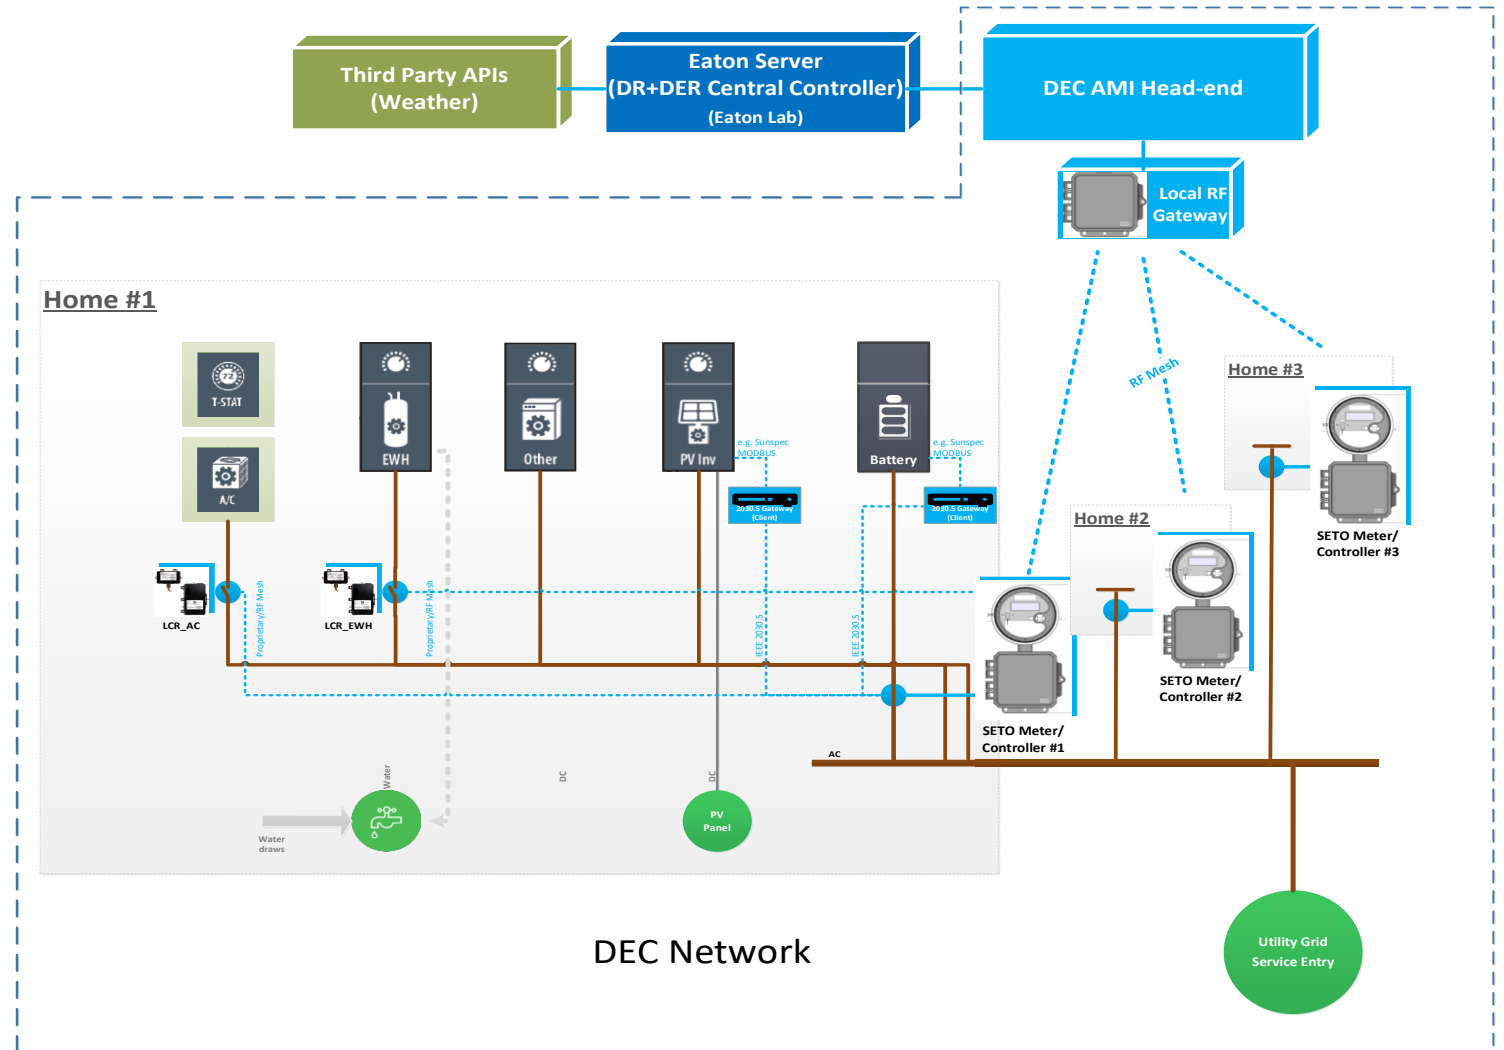 Third Party APIs
(Weather)
Eaton Server
(DR+DER Central Controller)
(Eaton Lab)
DEC AMI Head-end
Local RF
Gateway
Home #1
72
T-STAT
A/C
EWH
Other
PV Inv
Battery
e.g. Sunspec
MODBUS
e.g. Sunspec
MODBUS
2030.5 Gateway
(Client)
2030.5 Gateway
(Client)
RF Mesh
Home #3
SETO Meter/
Controller #3
Home #2
SETO Meter/
Controller #2
LCR_AC
Proprietary/RF Mesh
LCR_EWH
Proprietary/RF Mesh
IEEE 2030.5
IEEE 2030.5
SETO Meter/
Controller #1
AC
Water
DC
DC
Water
draws
PV
Panel
DEC Network
Utility Grid
Service Entry